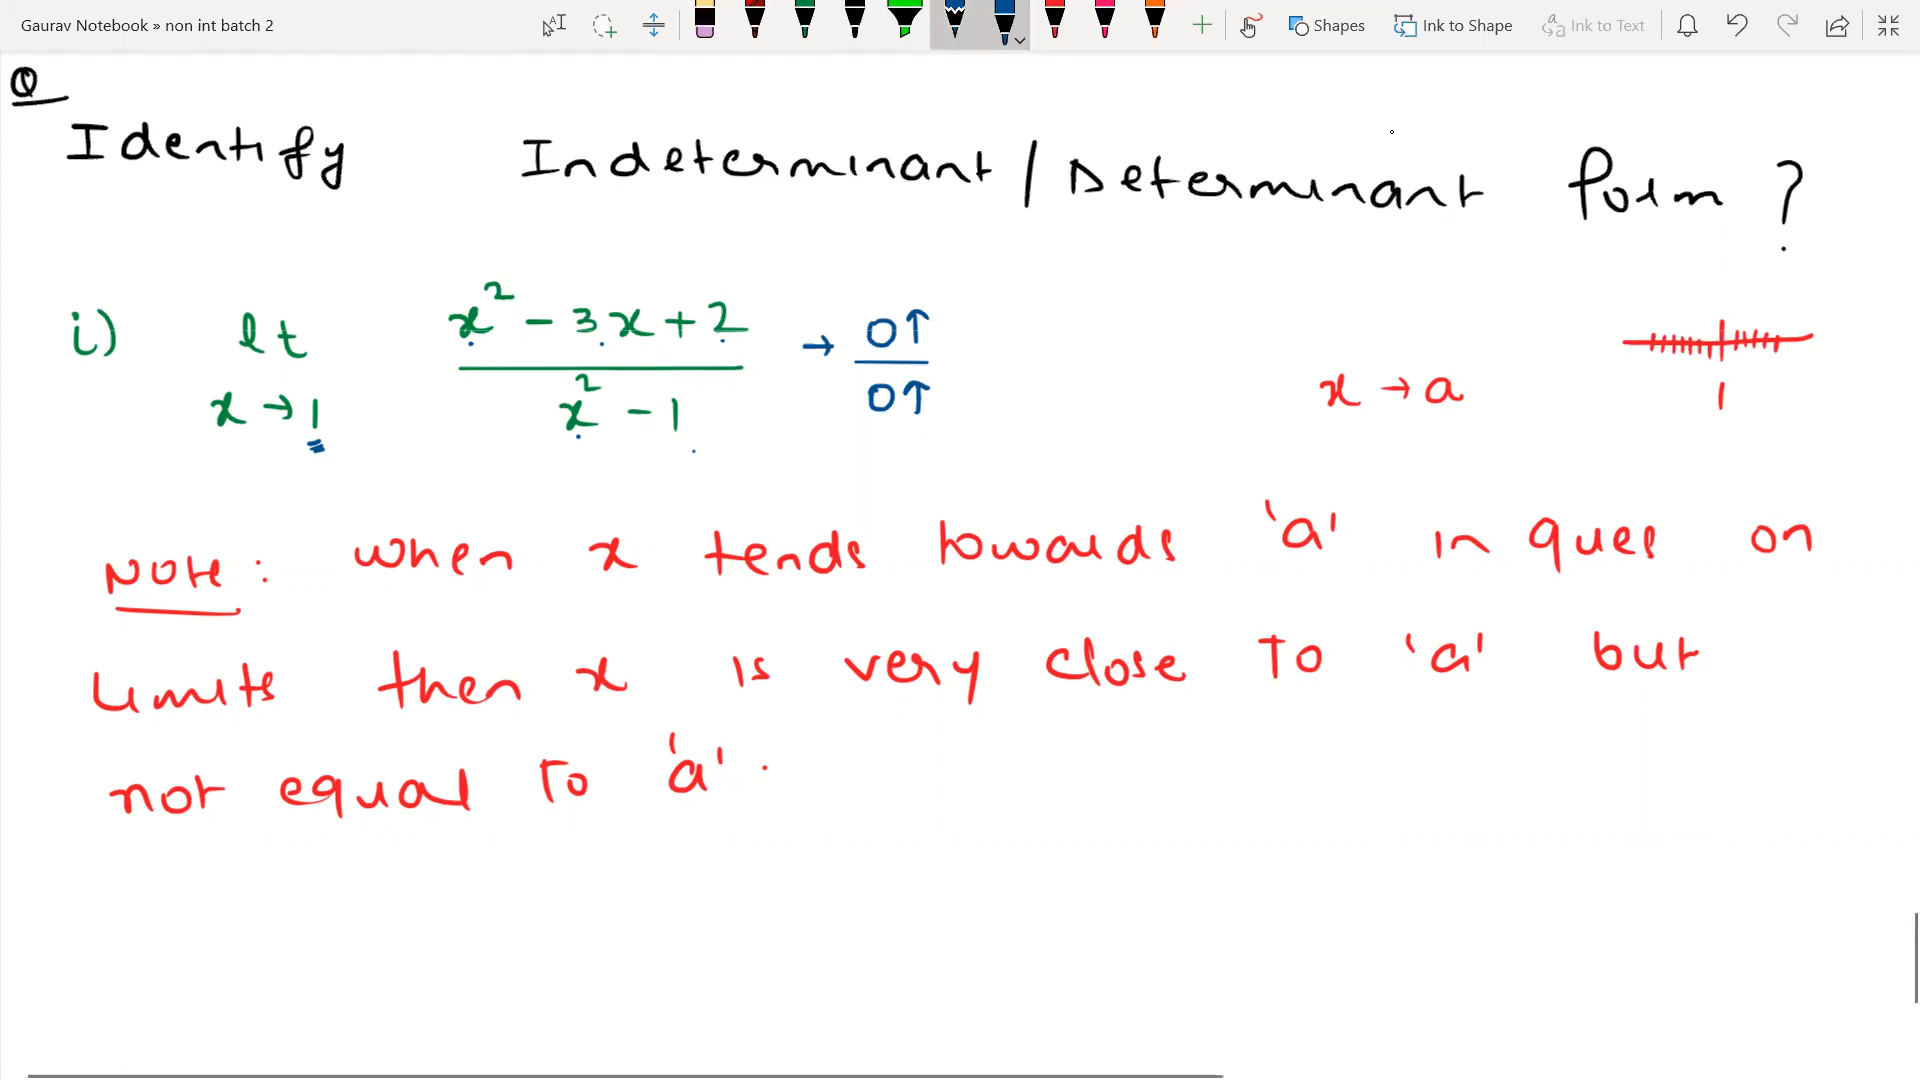 Gaurav Notebook » non int batch 2
Shapes
Ink to Shape
Ink to Text
Q
Identify Indeterminant / Determinant form ?
i) lt x → 1 x² - 3x + 2 / x² - 1 → 0↑ / 0↑
x → a
1
Note : when x tends towards 'a' in ques on
limits then x is very close to 'a' but
not equal to 'a' .